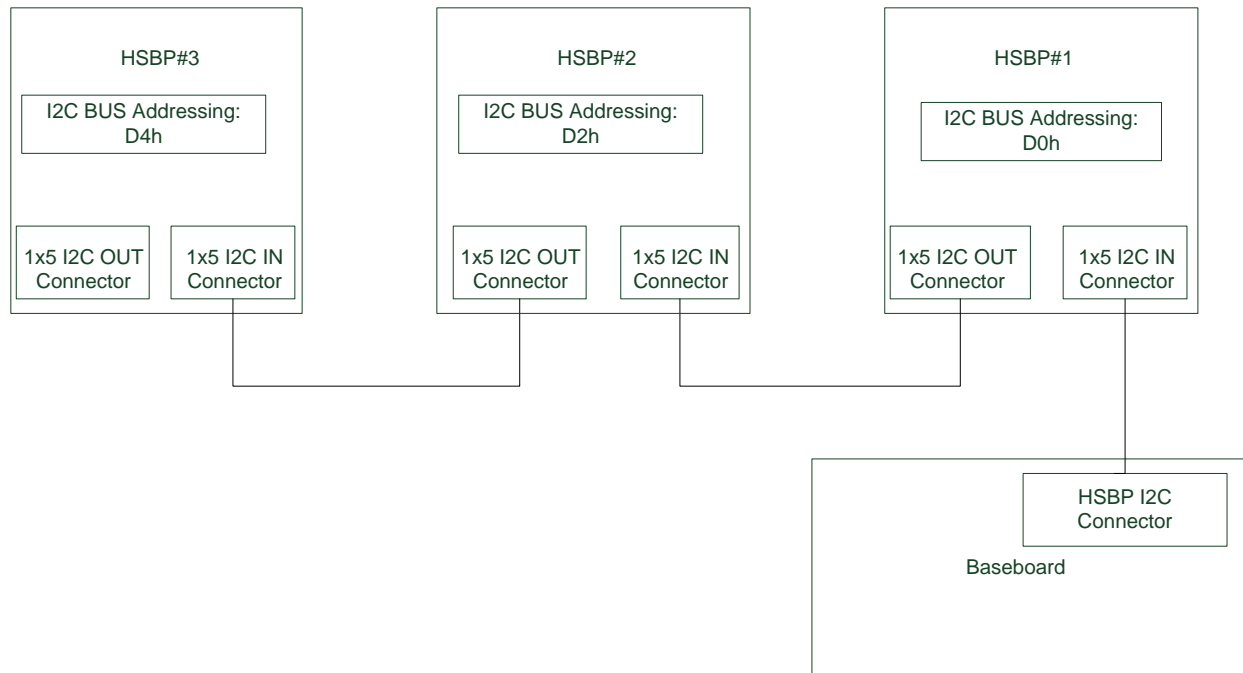 HSBP#3
I2C BUS Addressing:
D4h
1x5 I2C OUT
Connector
1x5 I2C IN
Connector
HSBP#2
I2C BUS Addressing:
D2h
1x5 I2C OUT
Connector
1x5 I2C IN
Connector
HSBP#1
I2C BUS Addressing:
D0h
1x5 I2C OUT
Connector
1x5 I2C IN
Connector
HSBP I2C
Connector
Baseboard